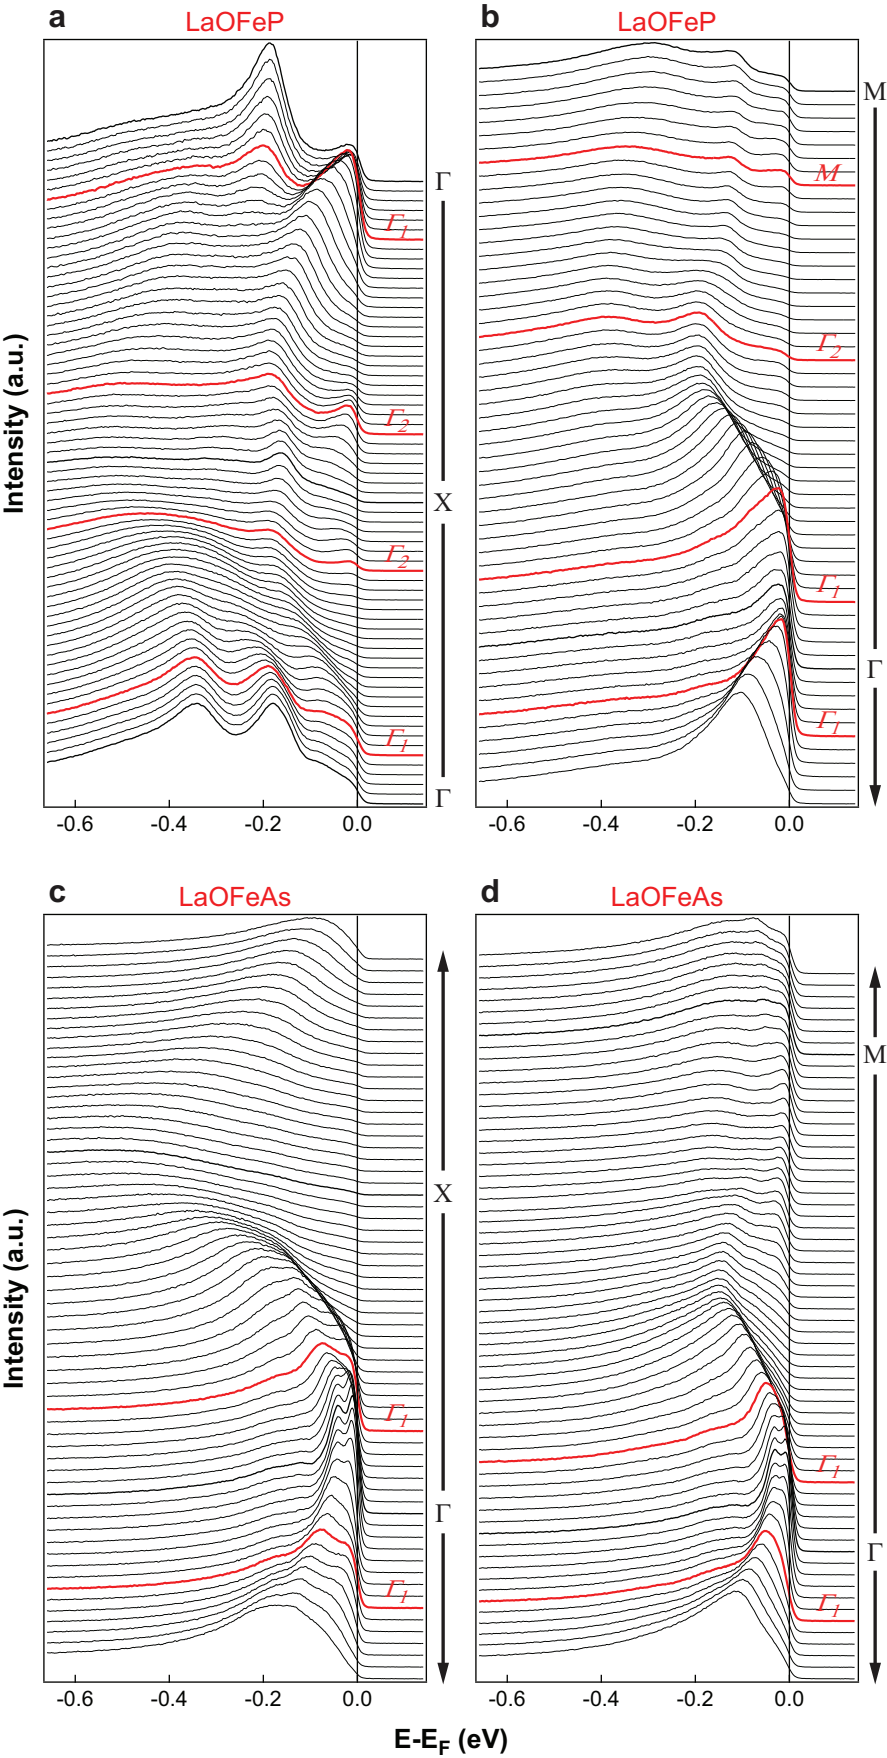 a
LaOFeP
Γ
Γ1
Γ2
X
Γ2
Γ1
Γ
-0.6 -0.4 -0.2 0.0
Intensity (a.u.)
b
LaOFeP
M
M
Γ2
Γ1
Γ
Γ1
-0.6 -0.4 -0.2 0.0
c
LaOFeAs
X
Γ1
Γ
Γ1
-0.6 -0.4 -0.2 0.0
Intensity (a.u.)
d
LaOFeAs
M
Γ1
Γ
Γ1
-0.6 -0.4 -0.2 0.0
E-EF (eV)